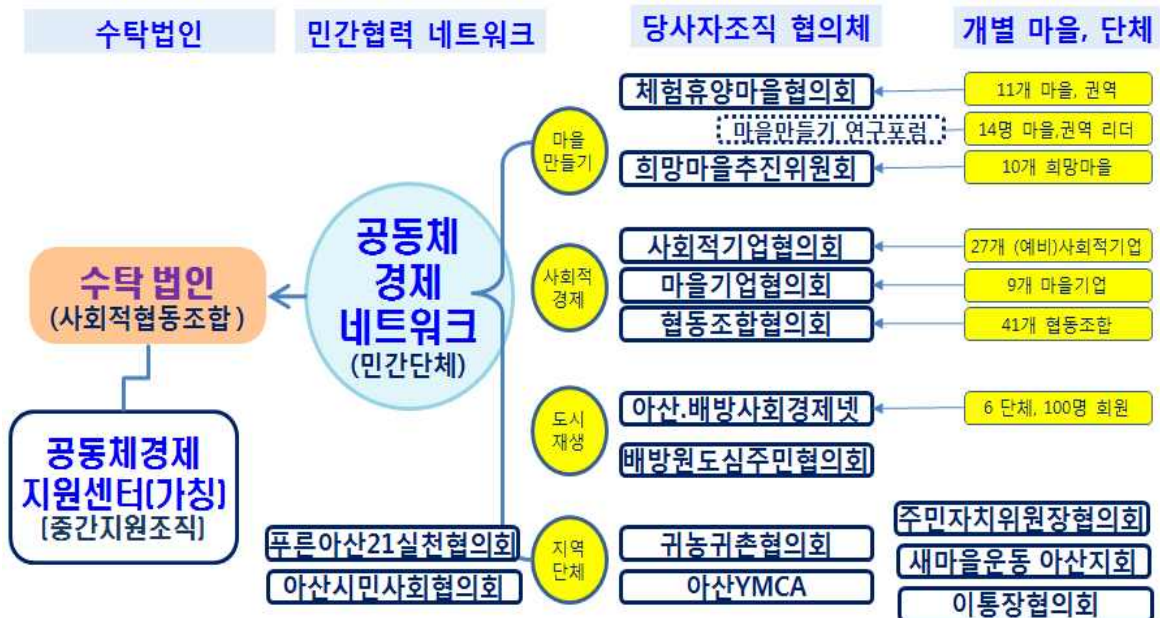 수탁법인
민간협력 네트워크
당사자조직 협의체
개별 마을, 단체
체험휴양마을협의회
11개 마을, 권역
마을
만들기
마을만들기 연구포럼
14명 마을,권역 리더
희망마을추진위원회
10개 희망마을
공동체
경제
네트워크
(민간단체)
수탁 법인
(사회적협동조합)
사회적
경제
사회적기업협의회
27개 (예비)사회적기업
마을기업협의회
9개 마을기업
협동조합협의회
41개 협동조합
도시
재생
아산.배방사회경제넷
6 단체, 100명 회원
배방원도심주민협의회
공동체경제
지원센터(가칭)
(중간지원조직)
푸른아산21실천협의회
아산시민사회협의회
지역
단체
귀농귀촌협의회
아산YMCA
주민자치위원장협의회
새마을운동 아산지회
이통장협의회